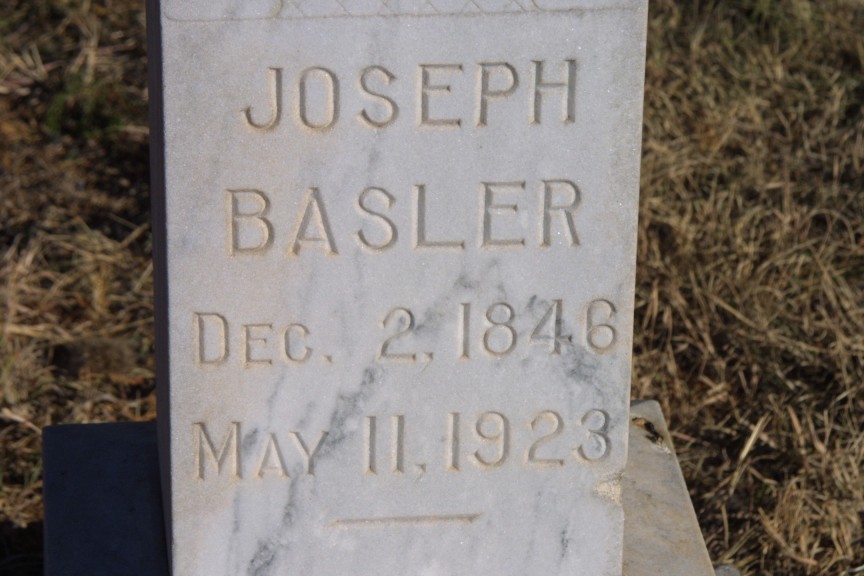 JOSEPH
BASLER
DEC. 2, 1846
MAY 11, 1923